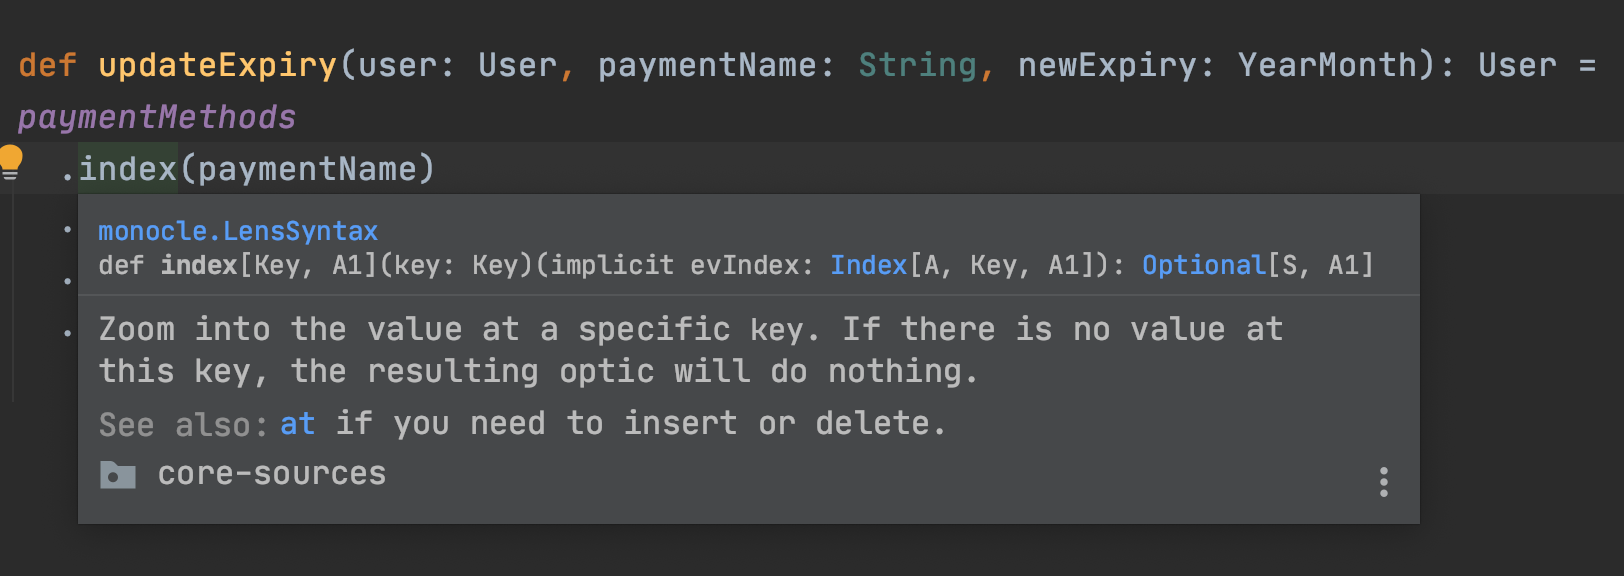 def updateExpiry(user: User, paymentName: String, newExpiry: YearMonth): User =
paymentMethods
.index(paymentName)
monocle.LensSyntax
def index[Key, A1](key: Key)(implicit evIndex: Index[A, Key, A1]): Optional[S, A1]
Zoom into the value at a specific key. If there is no value at
this key, the resulting optic will do nothing.
See also: at if you need to insert or delete.
core-sources